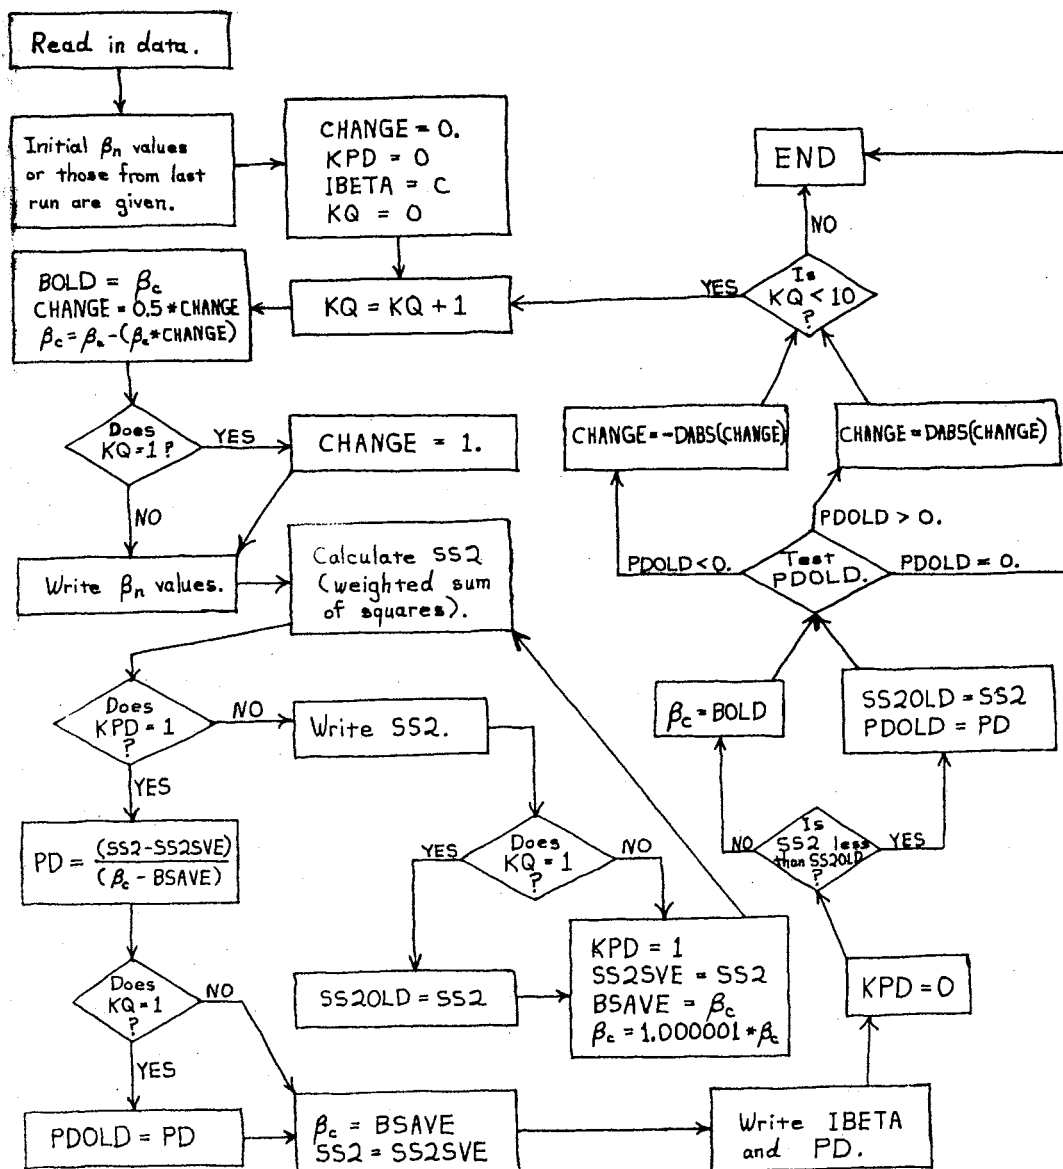 Read in data.
Initial βn values
or those from last
run are given.
CHANGE = 0.
KPD = 0
IBETA = C
KQ = 0
END
NO
BOLD = βc
CHANGE = 0.5*CHANGE
βc = βc-(βc*CHANGE)
KQ = KQ + 1
YES
Is
KQ < 10
?
Does
KQ=1?
YES
CHANGE = 1.
CHANGE=-DABS(CHANGE)
CHANGE=DABS(CHANGE)
NO
PDOLD > 0.
Write βn values.
Calculate SS2
(weighted sum
of squares).
PDOLD < 0.
Test
PDOLD.
PDOLD = 0.
Does
KPD=1
?
NO
Write SS2.
βc = BOLD
SS2OLD = SS2
PDOLD = PD
YES
PD = (SS2-SS2SVE)
(βc - BSAVE)
YES
Does
KQ = 1
?
NO
NO
Is
SS2 less
than SS2OLD
?
YES
Does
KQ=1
?
NO
SS2OLD = SS2
KPD = 1
SS2SVE = SS2
BSAVE = βc
βc = 1.000001*βc
KPD = 0
YES
PDOLD = PD
βc = BSAVE
SS2 = SS2SVE
Write IBETA
and PD.